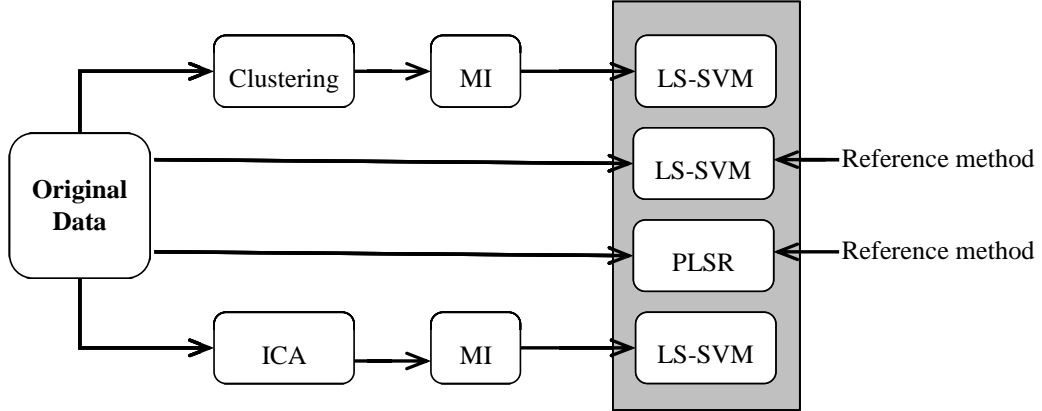 Clustering
MI
LS-SVM
Original
Data
LS-SVM
Reference method
PLSR
Reference method
ICA
MI
LS-SVM